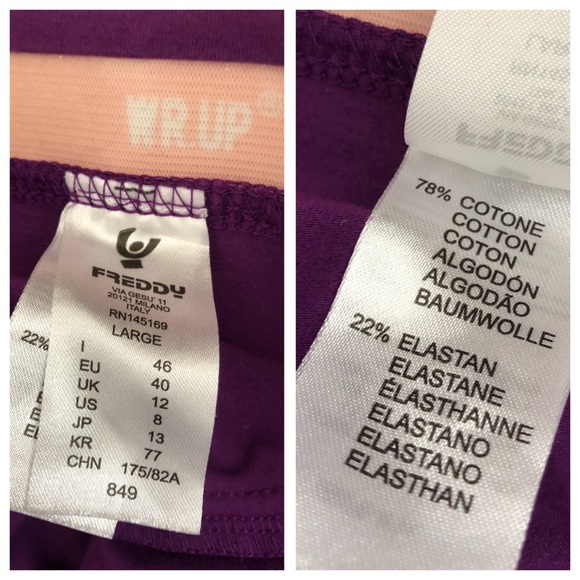 WR.UP®
FREDDY
VIA GESU' 11
20121 MILANO
ITALY
RN145169
LARGE
I 46
EU 40
UK 12
US 8
JP 13
KR 77
CHN 175/82A
849
22%
78% COTONE
COTTON
COTON
ALGODÓN
ALGODÃO
BAUMWOLLE
22% ELASTAN
ELASTANE
ÉLASTHANNE
ELASTANO
ELASTANO
ELASTHAN